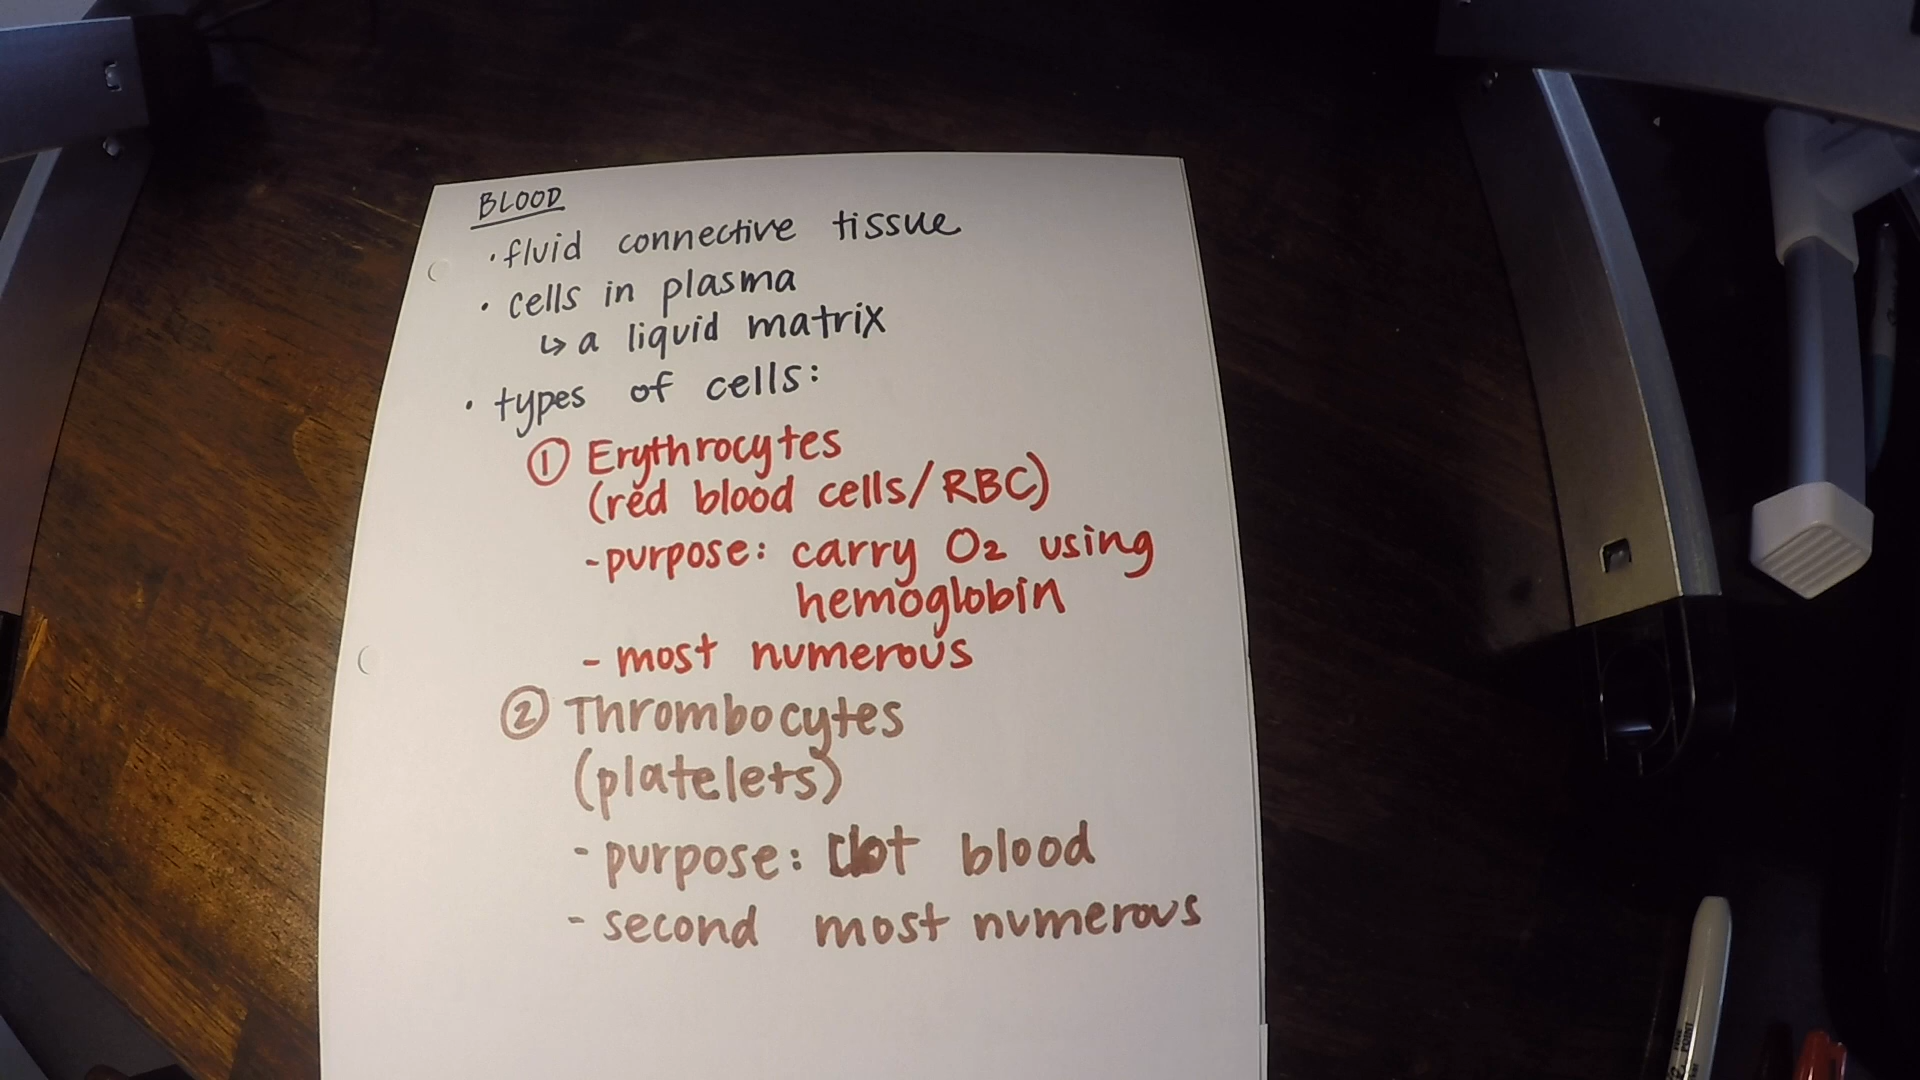 BLOOD
· fluid connective tissue
· cells in plasma
↳ a liquid matrix
· types of cells:
① Erythrocytes
(red blood cells/RBC)
- purpose: carry O₂ using
hemoglobin
- most numerous
② Thrombocytes
(platelets)
- purpose: clot blood
- second most numerous